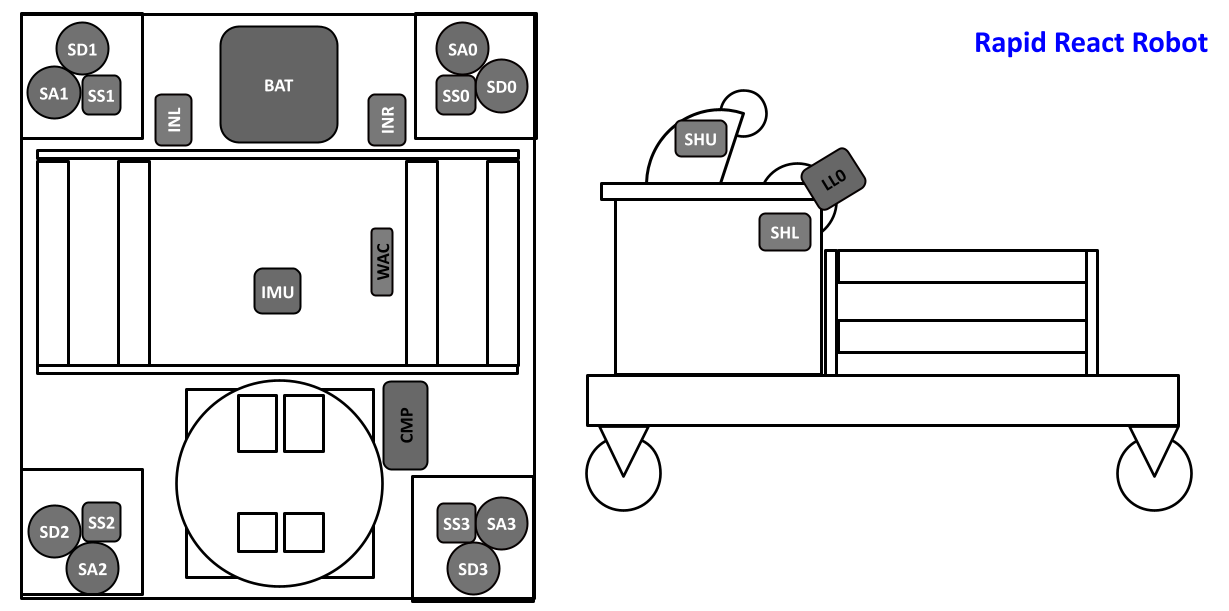 Rapid React Robot
SD1
SA1
SS1
INL
BAT
INR
SA0
SS0
SD0
IMU
WAC
CMP
SD2
SS2
SA2
SS3
SA3
SD3
SHU
LL0
SHL